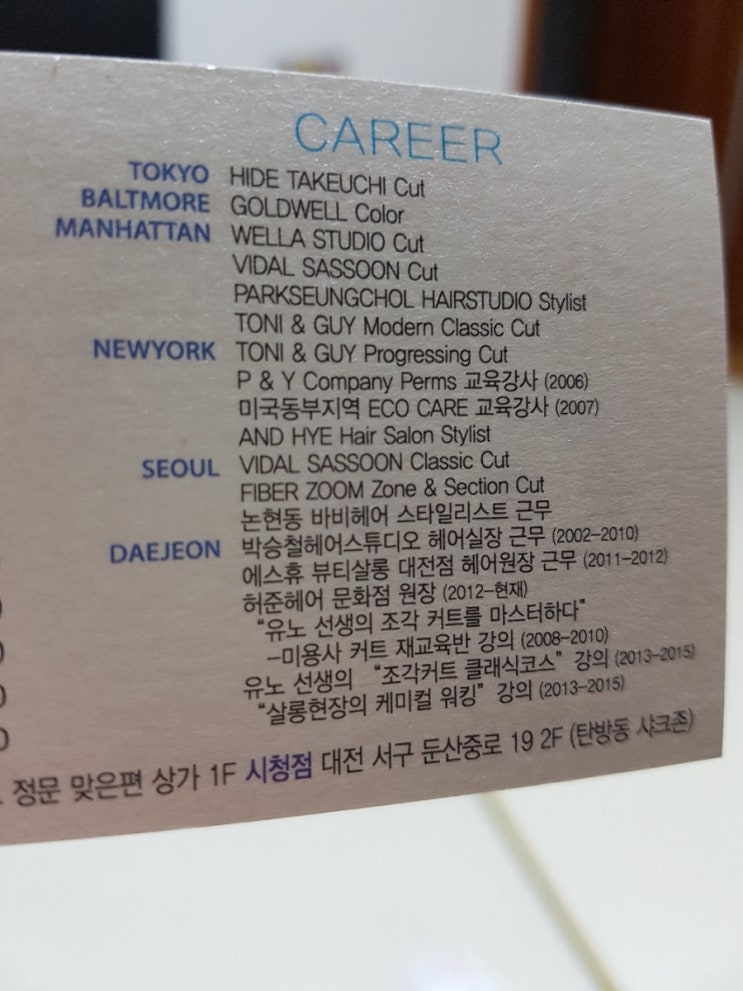 CAREER
TOKYO HIDE TAKEUCHI Cut
BALTMORE GOLDWELL Color
MANHATTAN WELLA STUDIO Cut
VIDAL SASSOON Cut
PARKSEUNGCHOL HAIRSTUDIO Stylist
TONI & GUY Modern Classic Cut
NEWYORK TONI & GUY Progressing Cut
P & Y Company Perms 교육강사 (2006)
미국동부지역 ECO CARE 교육강사 (2007)
AND HYE Hair Salon Stylist
SEOUL VIDAL SASSOON Classic Cut
FIBER ZOOM Zone & Section Cut
논현동 바비헤어 스타일리스트 근무
DAEJEON 박승철헤어스튜디오 헤어실장 근무 (2002-2010)
에스휴 뷰티살롱 대전점 헤어원장 근무 (2011-2012)
허준헤어 문화점 원장 (2012-현재)
"유노 선생의 조각 커트를 마스터하다"
-미용사 커트 재교육반 강의 (2008-2010)
유노 선생의 "조각커트 클래식코스" 강의 (2013-2015)
"살롱현장의 케미컬 워킹" 강의 (2013-2015)
정문 맞은편 상가 1F 시청점 대전 서구 둔산중로 19 2F (탄방동 샤크존)